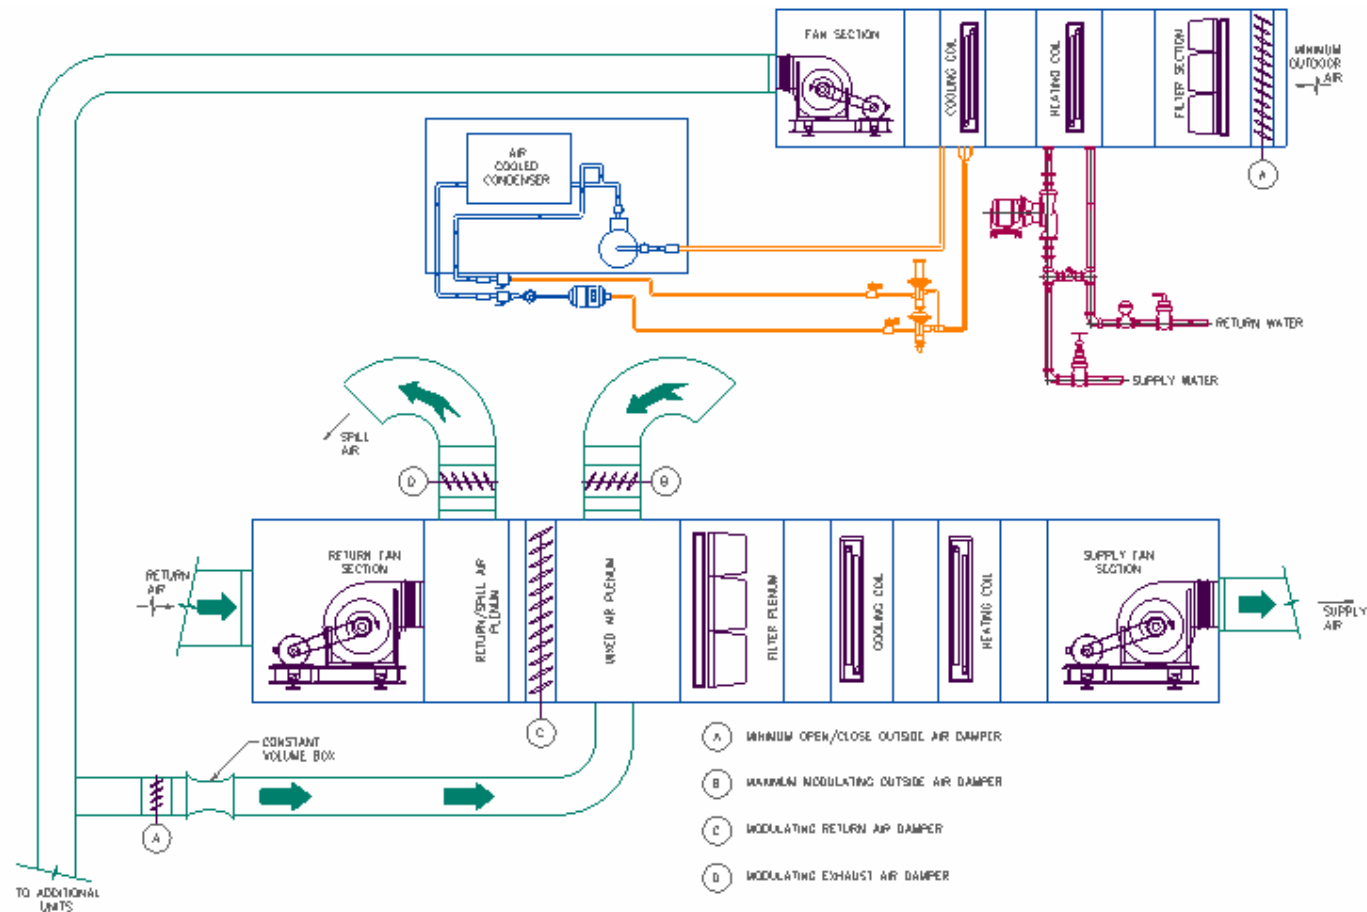 FAN SECTION
COOLING COIL
HEATING COIL
FILTER SECTION
MINIMUM
OUTDOOR
AIR
A
AIR
COOLED
CONDENSER
RETURN WATER
SUPPLY WATER
SPILL
AIR
D
B
RETURN
AIR
RETURN FAN
SECTION
RETURN/SPILL AIR
PLENUM
MIXED AIR PLENUM
FILTER PLENUM
COOLING COIL
HEATING COIL
SUPPLY FAN
SECTION
SUPPLY
AIR
C
CONSTANT
VOLUME BOX
A
A MINIMUM OPEN/CLOSE OUTSIDE AIR DAMPER
B MAXIMUM MODULATING OUTSIDE AIR DAMPER
C MODULATING RETURN AIR DAMPER
D MODULATING EXHAUST AIR DAMPER
TO ADDITIONAL
UNITS